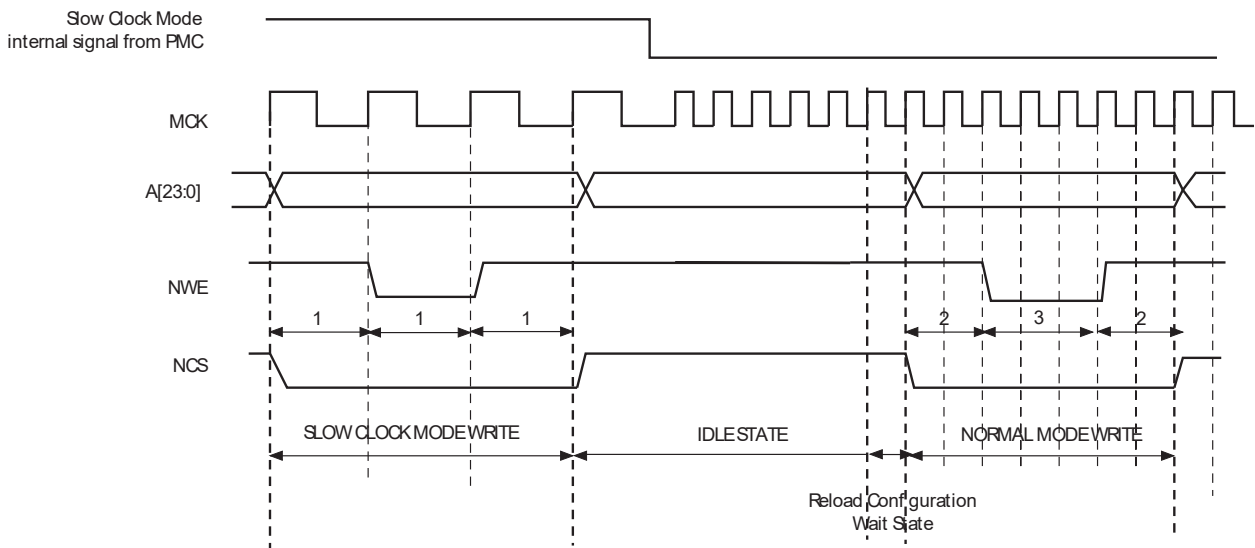 Slow Clock Mode
internal signal from PMC
MCK
A[23:0]
NWE
1 1 1 2 3 2
NCS
SLOW CLOCK MODE WRITE IDLE STATE NORMAL MODE WRITE
Reload Configuration
Wait State